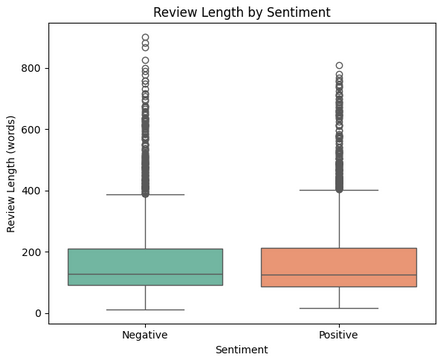 Review Length by Sentiment
Review Length (words)
800
600
400
200
0
Negative
Positive
Sentiment